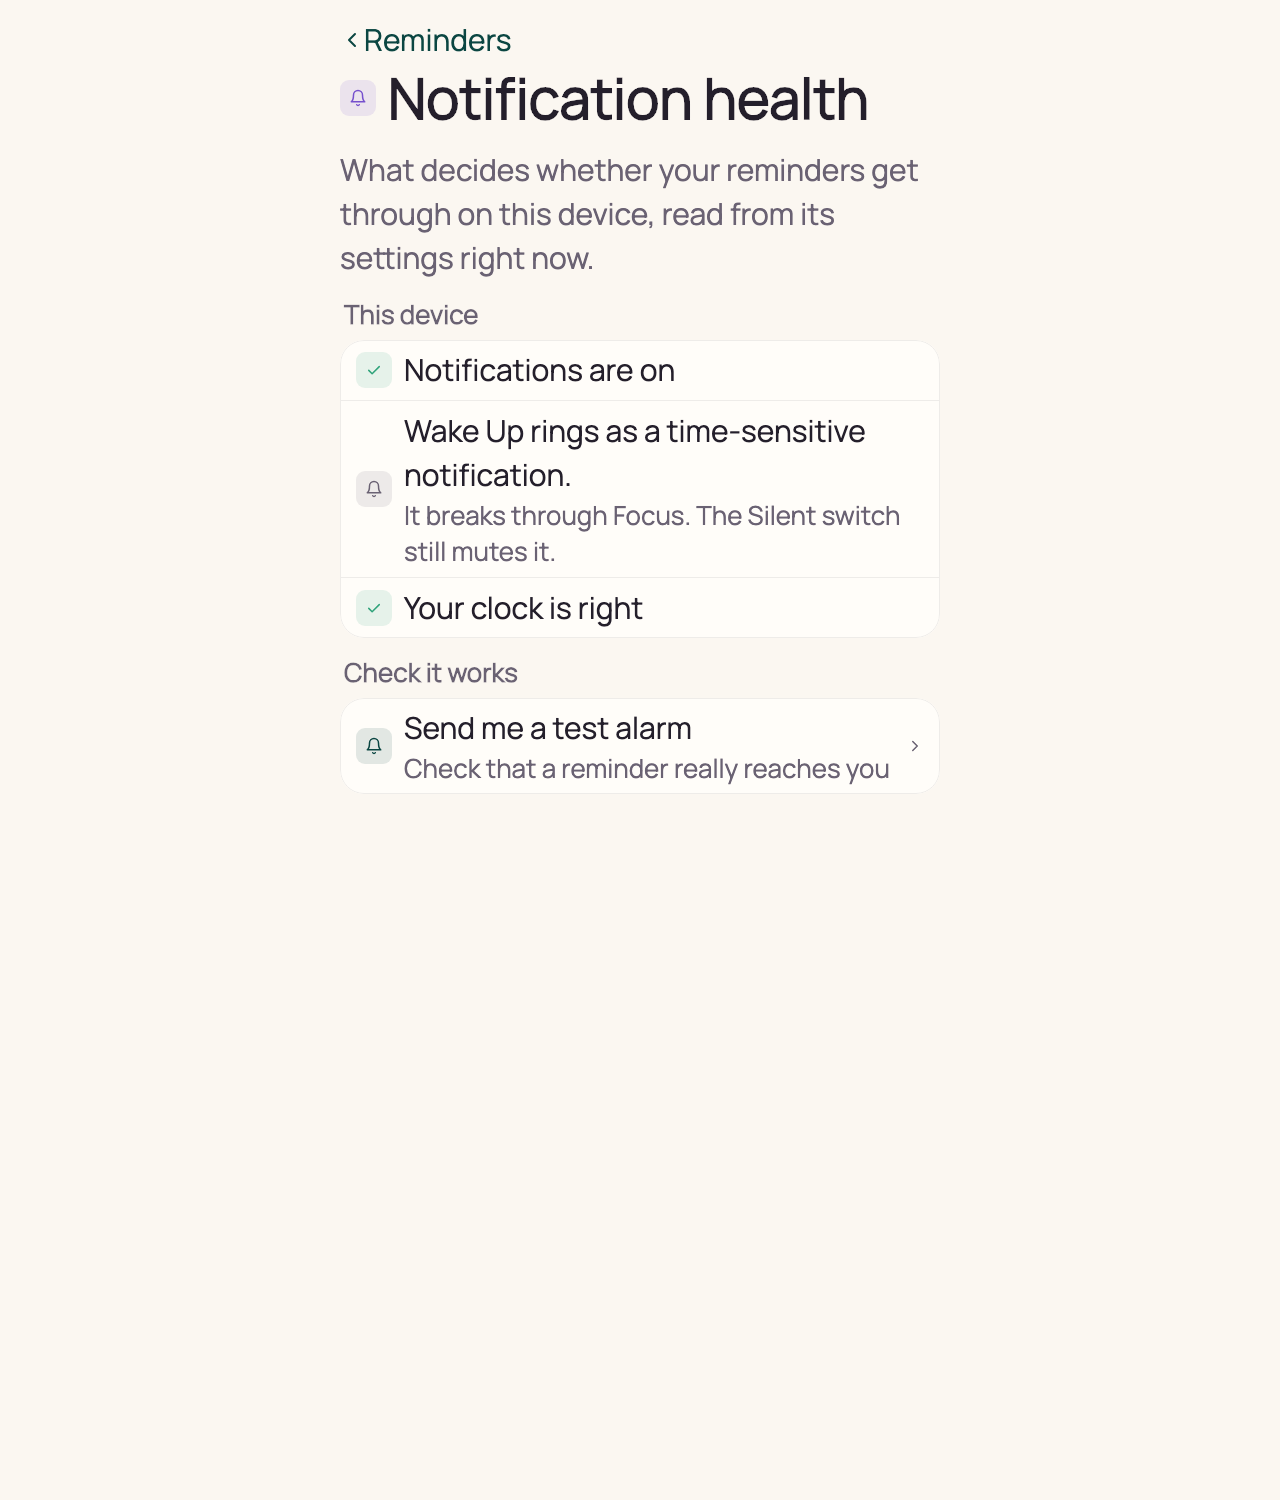 Reminders
Notification health
What decides whether your reminders get
through on this device, read from its
settings right now.
This device
Notifications are on
Wake Up rings as a time-sensitive
notification.
It breaks through Focus. The Silent switch
still mutes it.
Your clock is right
Check it works
Send me a test alarm
Check that a reminder really reaches you